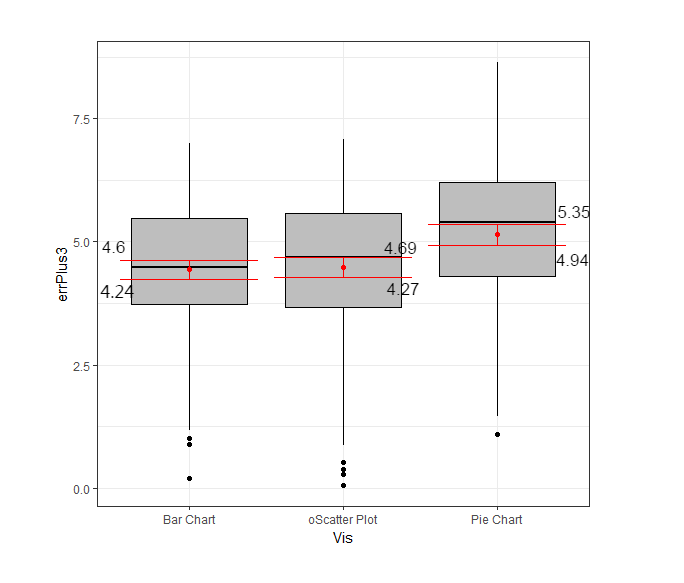 7.5
5.35
4.6
5.0
4.69
4.94
4.24
4.27
errPlus3
2.5
0.0
Bar Chart
oScatter Plot
Pie Chart
Vis